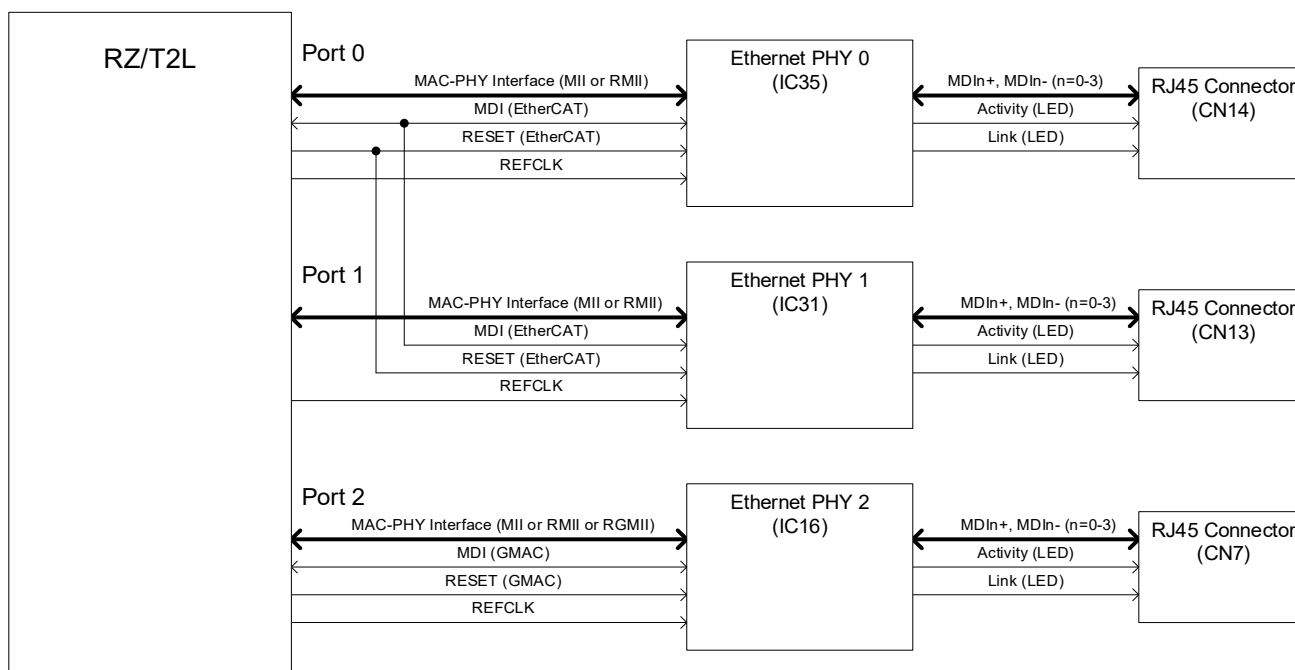 RZ/T2L
Port 0
MAC-PHY Interface (MII or RMII)
MDI (EtherCAT)
RESET (EtherCAT)
REFCLK
Ethernet PHY 0
(IC35)
MDIn+, MDIn- (n=0-3)
Activity (LED)
Link (LED)
RJ45 Connector
(CN14)
Port 1
MAC-PHY Interface (MII or RMII)
MDI (EtherCAT)
RESET (EtherCAT)
REFCLK
Ethernet PHY 1
(IC31)
MDIn+, MDIn- (n=0-3)
Activity (LED)
Link (LED)
RJ45 Connector
(CN13)
Port 2
MAC-PHY Interface (MII or RMII or RGMII)
MDI (GMAC)
RESET (GMAC)
REFCLK
Ethernet PHY 2
(IC16)
MDIn+, MDIn- (n=0-3)
Activity (LED)
Link (LED)
RJ45 Connector
(CN7)